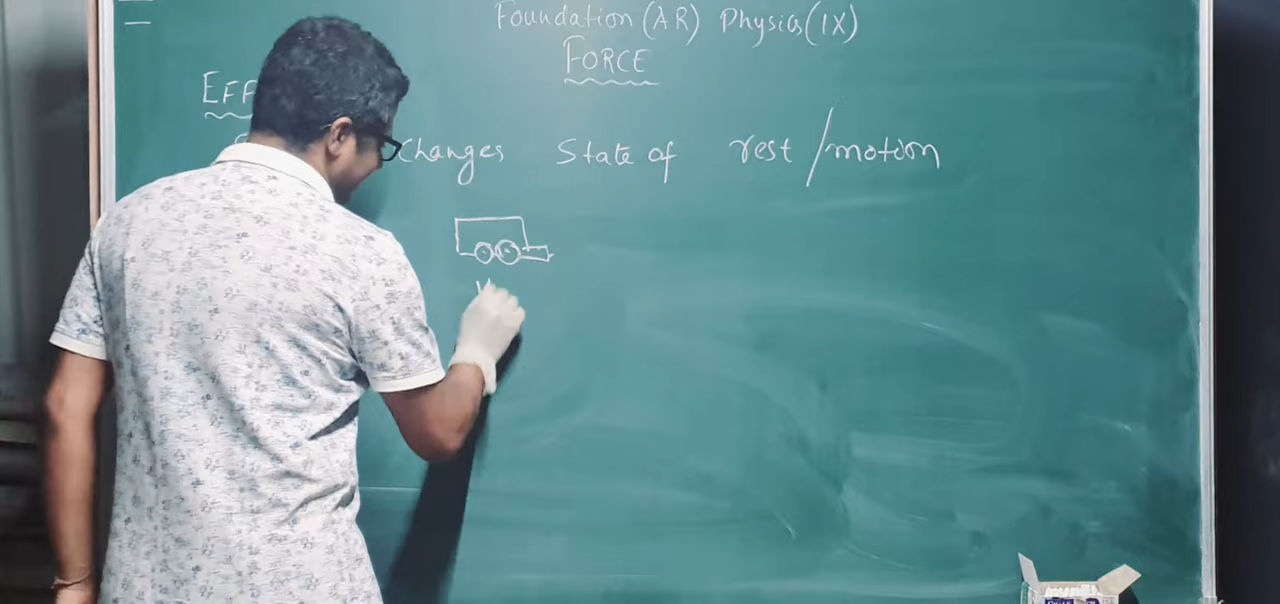 Foundation (AR) Physics (IX)
FORCE
Changes State of rest / motion